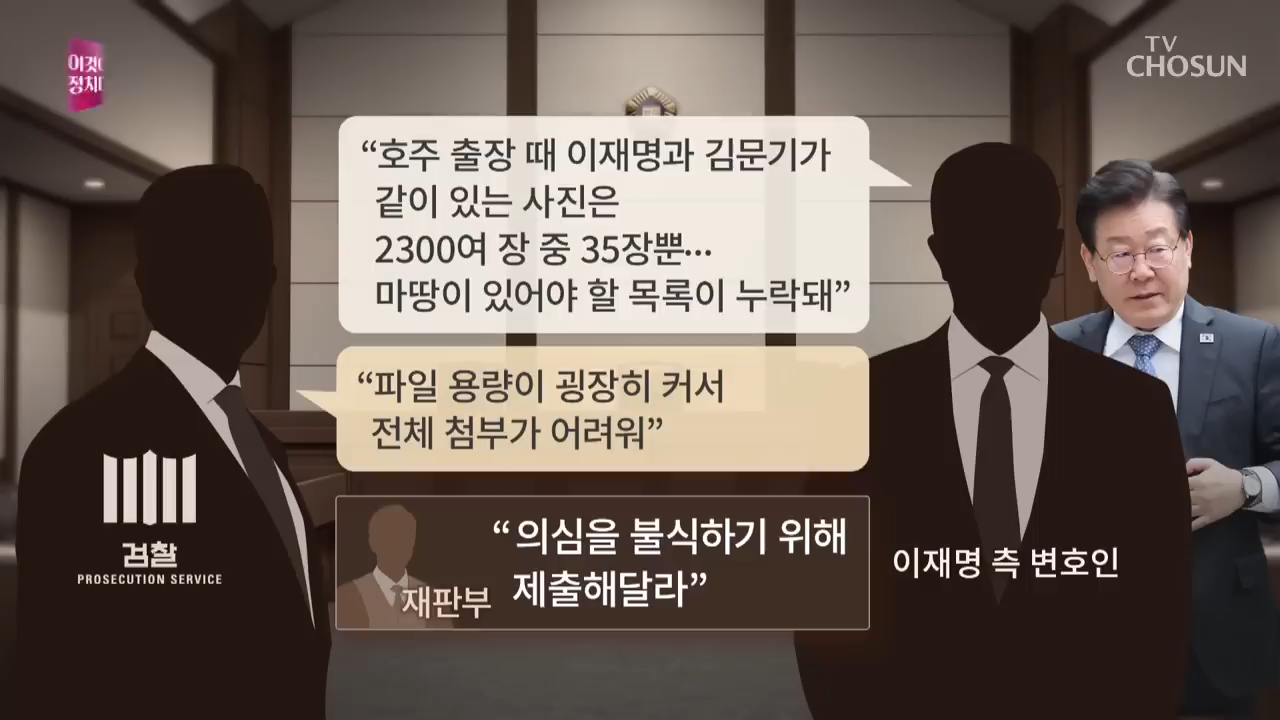 이것이
정치다
TV
CHOSUN
“호주 출장 때 이재명과 김문기가
같이 있는 사진은
2300여 장 중 35장뿐…
마땅히 있어야 할 목록이 누락돼”
“파일 용량이 굉장히 커서
전체 첨부가 어려워”
“의심을 불식하기 위해
제출해달라”
재판부
검찰
PROSECUTION SERVICE
이재명 측 변호인